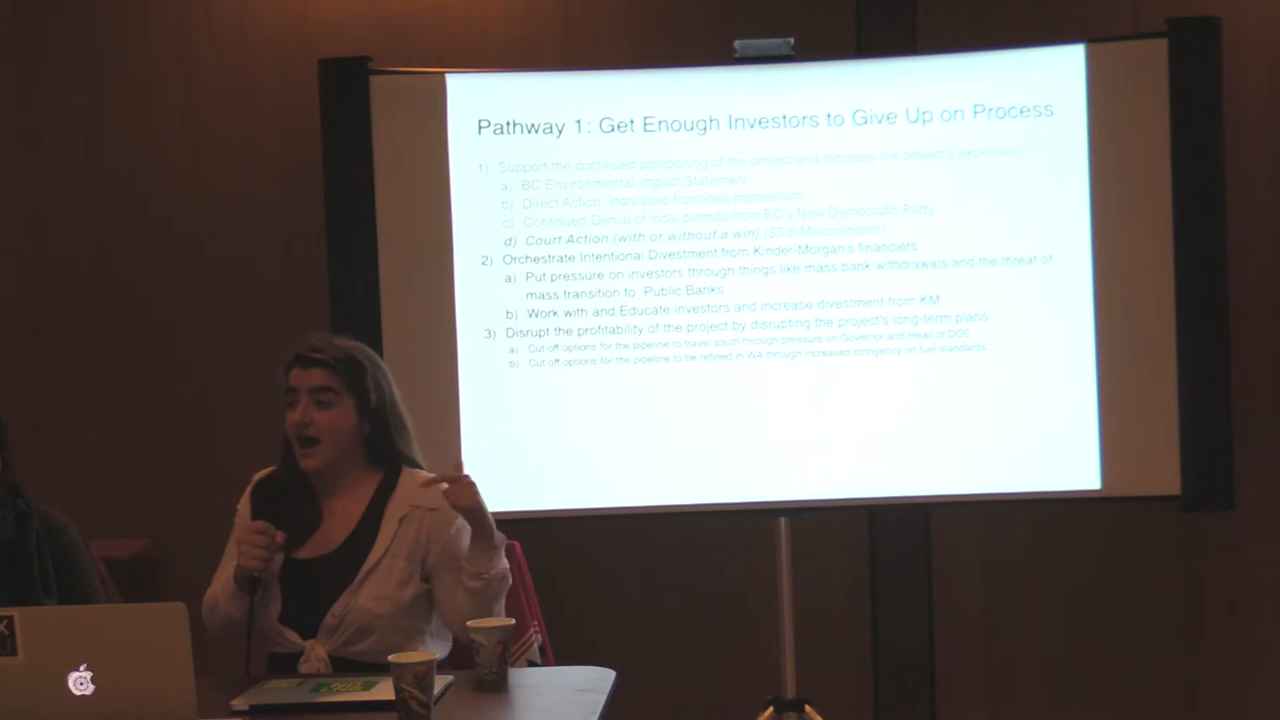 Pathway 1: Get Enough Investors to Give Up on Process
1) Support the continued postponing of the project and Increase the project's expenses
a) BC Environmental Impact Statement
b) Direct Action, increased frontlines momentum
c) Continued Denial of local permits from BC's New Democratic Party
d) Court Action (with or without a win) ($5.6 Million/month)
2) Orchestrate Intentional Divestment from Kinder-Morgan's financiers
a) Put pressure on investors through things like mass bank withdrawals and the threat of
mass transition to Public Banks
b) Work with and Educate investors and increase divestment from KM
3) Disrupt the profitability of the project by disrupting the project's long-term plans
a) Cut off options for the pipeline to travel south through pressure on Governor and Head of DOE
b) Cut off options for the pipeline to be refined in WA through increased stringency on fuel standards